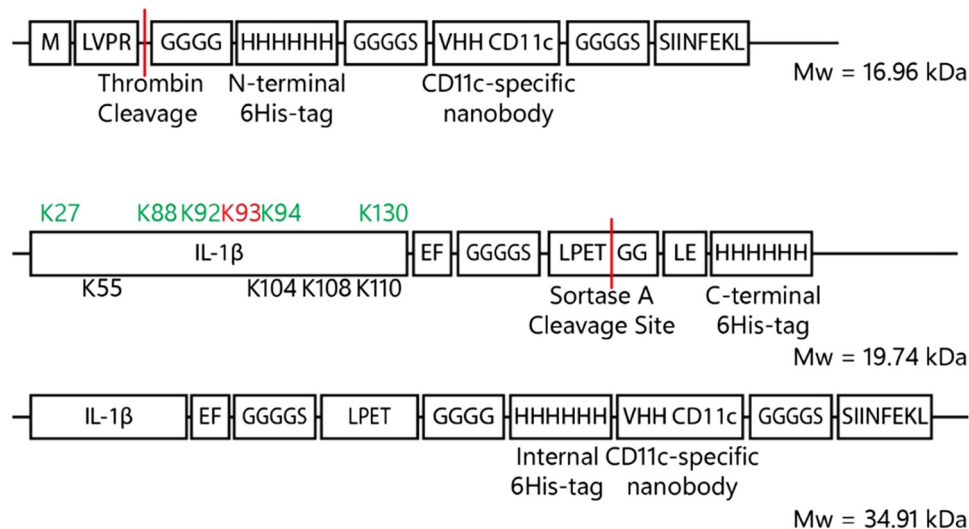 M LVPR GGGG HHHHHH GGGGS VHH CD11c GGGGS SIINFEKL
Thrombin Cleavage
N-terminal 6His-tag
CD11c-specific nanobody
Mw = 16.96 kDa
K27 K88 K92 K93 K94 K130
IL-1β EF GGGGS LPET GG LE HHHHHH
K55 K104 K108 K110
Sortase A Cleavage Site
C-terminal 6His-tag
Mw = 19.74 kDa
IL-1β EF GGGGS LPET GGGG HHHHHH VHH CD11c GGGGS SIINFEKL
Internal 6His-tag
CD11c-specific nanobody
Mw = 34.91 kDa